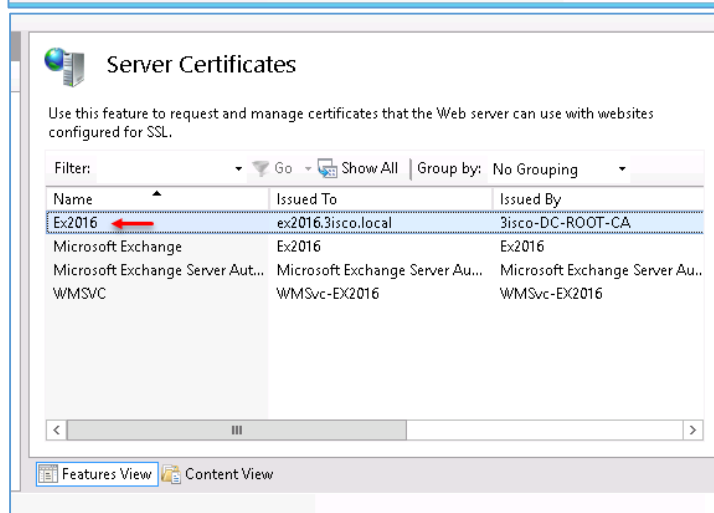 Server Certificates
Use this feature to request and manage certificates that the Web server can use with websites
configured for SSL.
Filter: Go Show All Group by: No Grouping
Name Issued To Issued By
Ex2016 ex2016.3isco.local 3isco-DC-ROOT-CA
Microsoft Exchange Ex2016 Ex2016
Microsoft Exchange Server Aut... Microsoft Exchange Server Au... Microsoft Exchange Server Au..
WMSVC WMSvc-EX2016 WMSvc-EX2016
Features View Content View